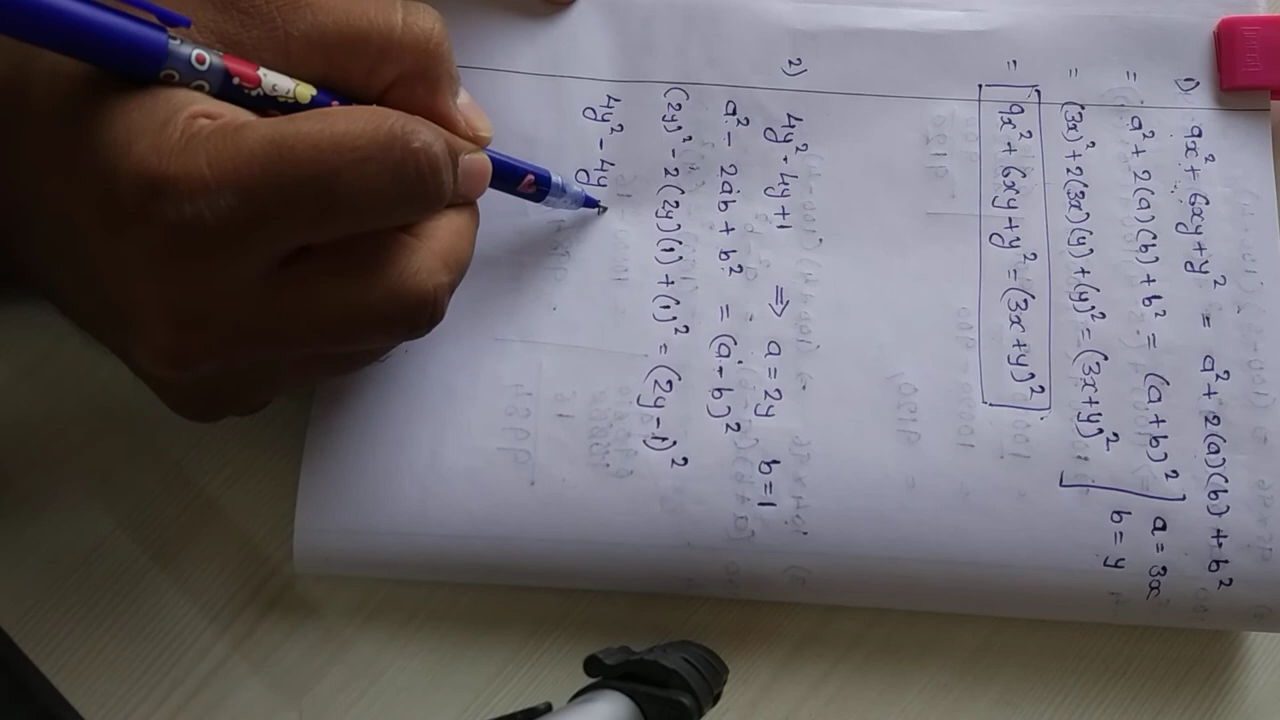 1) 9x² + 6xy + y² = a² + 2(a)(b) + b²
= a² + 2(a)(b) + b² = (a+b)² a = 3x
= (3x)² + 2(3x)(y) + (y)² = (3x+y)² b = y
= 9x² + 6xy + y² = (3x+y)²
2) 4y² - 4y + 1 ⇒ a = 2y b = 1
a² - 2ab + b² = (a - b)²
(2y)² - 2(2y)(1) + (1)² = (2y-1)²
4y² - 4y